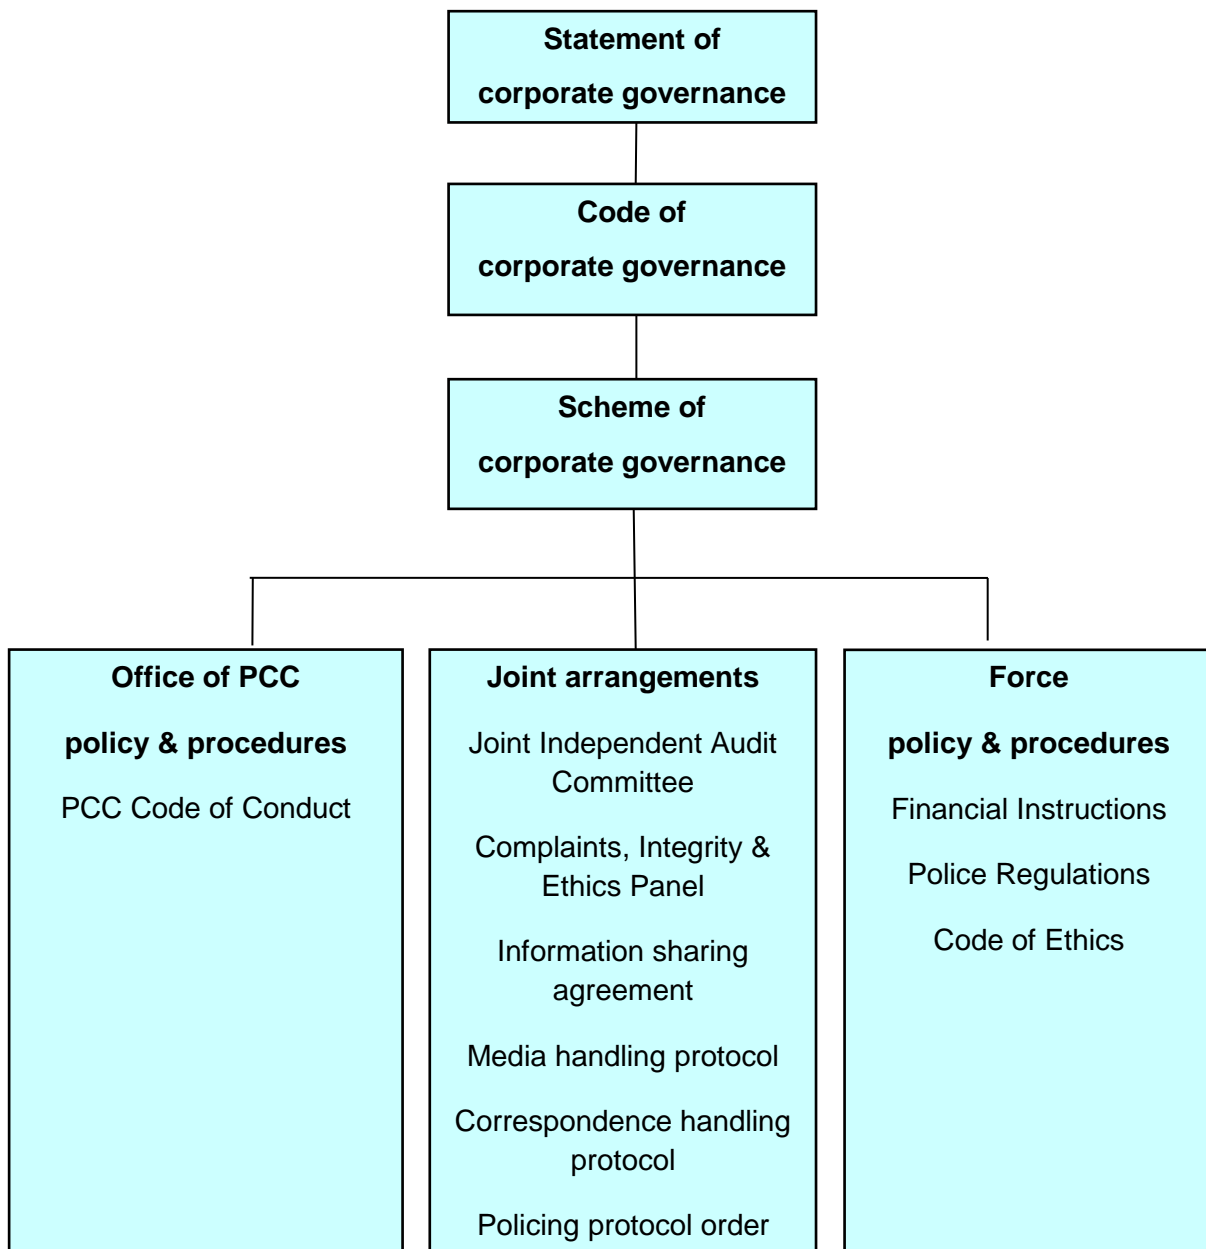 Statement of
corporate governance
Code of
corporate governance
Scheme of
corporate governance
Office of PCC
policy & procedures
PCC Code of Conduct
Joint arrangements
Joint Independent Audit
Committee
Complaints, Integrity &
Ethics Panel
Information sharing
agreement
Media handling protocol
Correspondence handling
protocol
Policing protocol order
Force
policy & procedures
Financial Instructions
Police Regulations
Code of Ethics